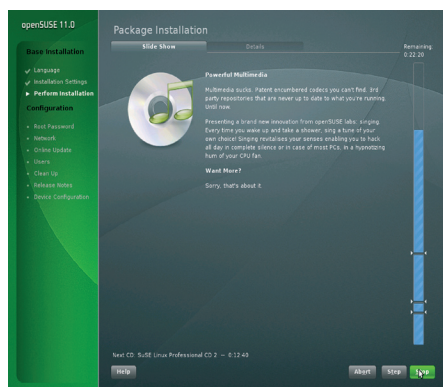 openSUSE 11.0
Package Installation
Slide Show
Details
Remaining:
0:22:20
Base Installation
Language
Installation Settings
Perform Installation
Configuration
Root Password
Network
Online Update
Users
Clean Up
Release Notes
Device Configuration
Powerful Multimedia
Multimedia sucks. Patent encumbered codecs you can't find. 3rd
party repositories that are never up to date to what you're running.
Until now.
Presenting a brand new innovation from openSUSE labs: singing.
Every time you wake up and take a shower, sing a tune of your
own choice! Singing revitalises your senses enabling you to hack
all day in complete silence or in case of most PCs, in a hypnotizing
hum of your CPU fan.
Want More?
Sorry, that's about it.
Next CD: SuSE Linux Professional CD 2 — 0:12:40
Help
Abort
Step